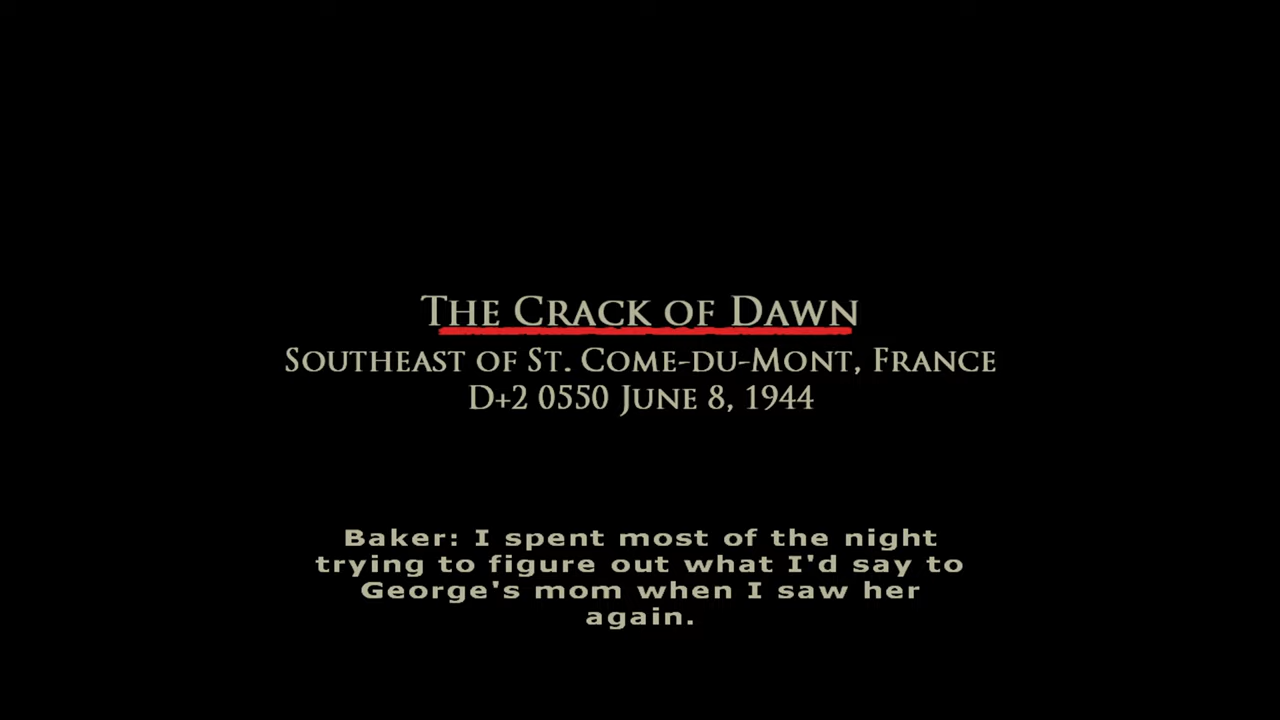 The Crack of Dawn
Southeast of St. Come-du-Mont, France
D+2 0550 June 8, 1944
Baker: I spent most of the night
trying to figure out what I'd say to
George's mom when I saw her
again.